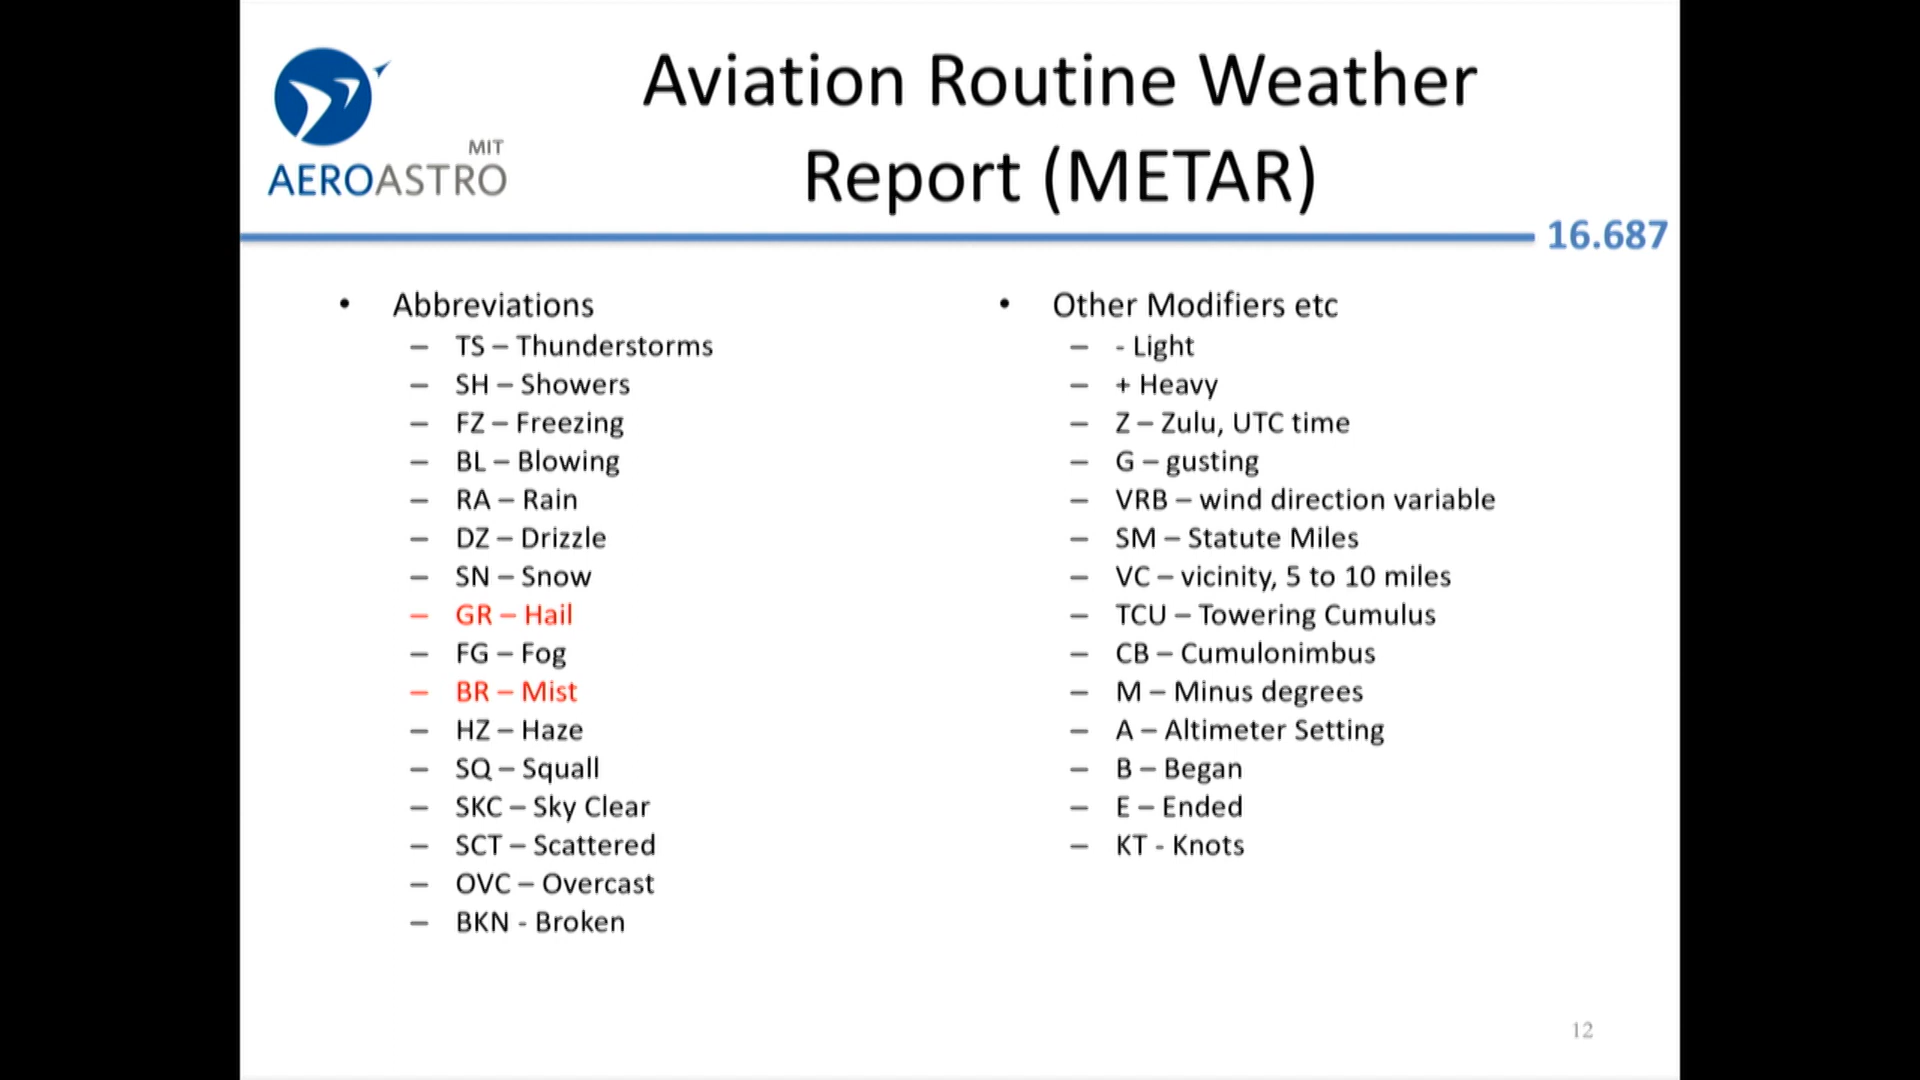 MIT
AEROASTRO
Aviation Routine Weather
Report (METAR)
16.687
• Abbreviations
– TS – Thunderstorms
– SH – Showers
– FZ – Freezing
– BL – Blowing
– RA – Rain
– DZ – Drizzle
– SN – Snow
– GR – Hail
– FG – Fog
– BR – Mist
– HZ – Haze
– SQ – Squall
– SKC – Sky Clear
– SCT – Scattered
– OVC – Overcast
– BKN - Broken
• Other Modifiers etc
– - Light
– + Heavy
– Z – Zulu, UTC time
– G – gusting
– VRB – wind direction variable
– SM – Statute Miles
– VC – vicinity, 5 to 10 miles
– TCU – Towering Cumulus
– CB – Cumulonimbus
– M – Minus degrees
– A – Altimeter Setting
– B – Began
– E – Ended
– KT - Knots
12